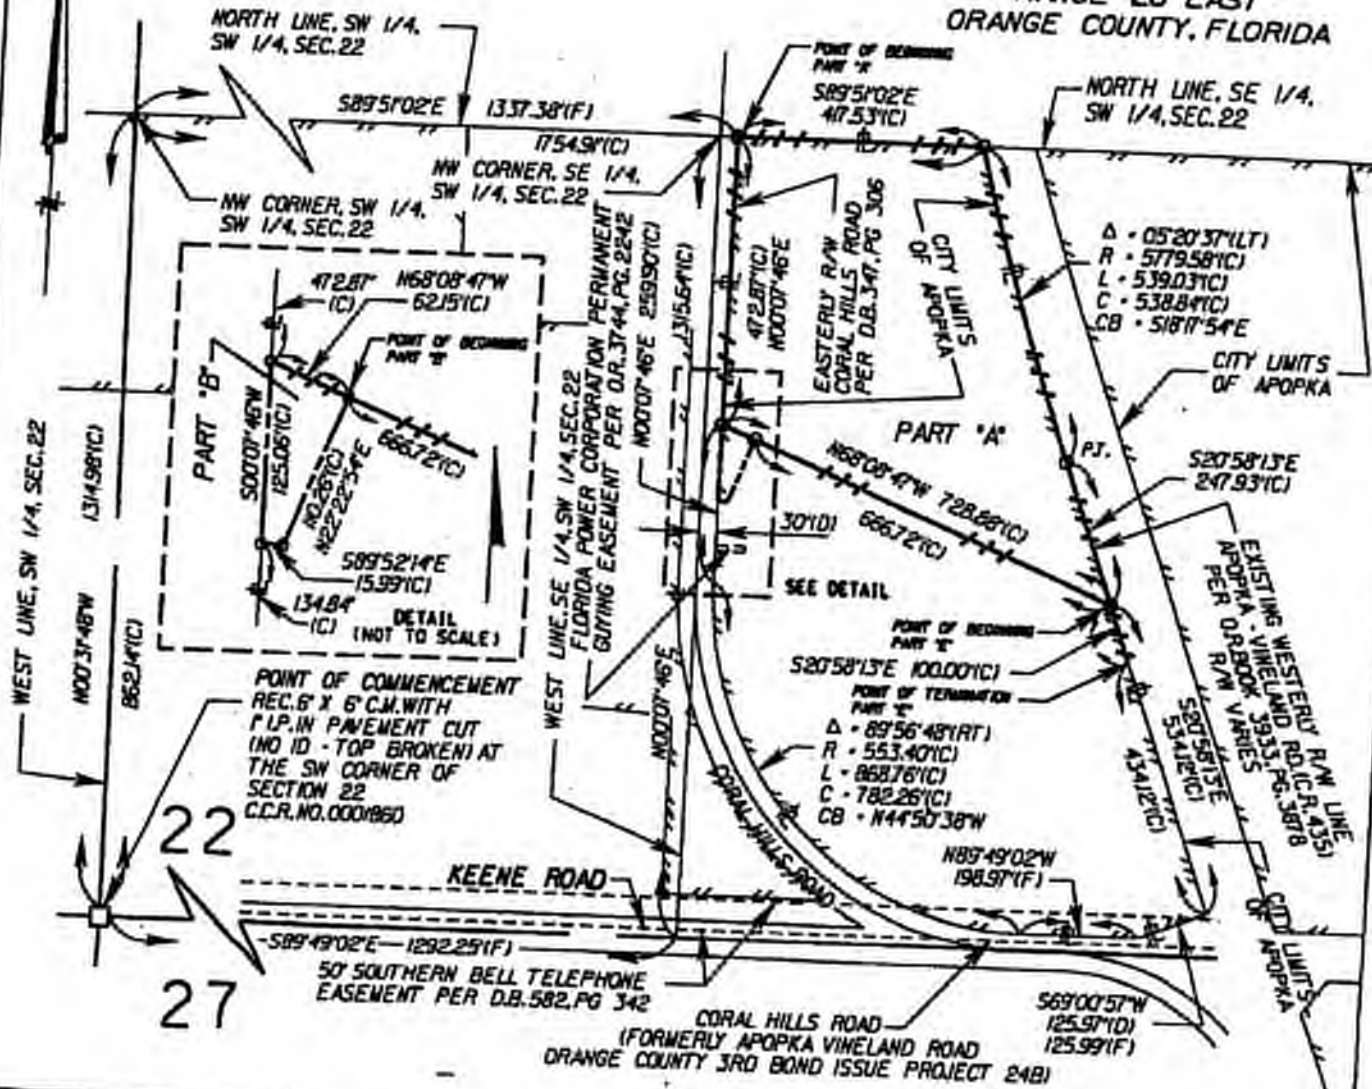 RANGE 28 EAST
ORANGE COUNTY, FLORIDA
NORTH LINE, SW 1/4,
SW 1/4, SEC.22
POINT OF BEGINNING
PART "A"
S89°51'02"E 1337.38'(F)
1754.91'(C)
S89°51'02"E
417.53'(C)
NORTH LINE, SE 1/4,
SW 1/4, SEC.22
NW CORNER, SE 1/4,
SW 1/4, SEC.22
NW CORNER, SW 1/4,
SW 1/4, SEC.22
472.87'
(C)
N68°08'47"W
62.15'(C)
POINT OF BEGINNING
PART "B"
PART "B"
S00°07'46"W
125.06'(C)
110.26'(C)
N22°22'54"E
666.72'(C)
S89°52'14"E
15.99'(C)
134.84'
(C)
DETAIL
(NOT TO SCALE)
WEST LINE, SE 1/4, SW 1/4, SEC.22
FLORIDA POWER CORPORATION PERMANENT
GUYING EASEMENT PER O.R. 3744, PG. 2242
N00°07'46"E 259.90'(C)
1315.64'(C)
472.87'(C)
N00°07'46"E
EASTERLY R/W
CORAL HILLS ROAD
PER D.B.347, PG 306
CITY LIMITS
OF APOPKA
Δ = 05°20'37"(LT)
R = 5779.58'(C)
L = 539.03'(C)
C = 538.84'(C)
CB = S18°17'54"E
CITY LIMITS
OF APOPKA
PART "A"
P.T.
N68°08'47"W 728.88'(C)
666.72'(C)
S20°58'13"E
247.93'(C)
30'(D)
SEE DETAIL
EXISTING WESTERLY R/W LINE
APOPKA - VINELAND RD.(C.R. 435)
PER O.R.BOOK 3933, PG.3878
R/W VARIES
POINT OF BEGINNING
PART "E"
S20°58'13"E 100.00'(C)
POINT OF TERMINATION
PART "E"
Δ = 89°56'48"(RT)
R = 553.40'(C)
L = 868.76'(C)
C = 782.26'(C)
CB = N44°50'38"W
S20°58'13"E
534.12'(C)
434.12'(C)
WEST LINE, SW 1/4, SEC.22
N00°37'48"W 1314.98'(C)
862.14'(C)
POINT OF COMMENCEMENT
REC.6" X 6" C.M.WITH
1" I.P.IN PAVEMENT CUT
(NO ID - TOP BROKEN) AT
THE SW CORNER OF
SECTION 22
C.C.R.NO.0001860
N00°07'46"E
CORAL HILLS ROAD
N89°49'02"W
198.97'(F)
22
27
KEENE ROAD
S89°49'02"E 1292.25'(F)
50' SOUTHERN BELL TELEPHONE
EASEMENT PER D.B.582, PG 342
CORAL HILLS ROAD
(FORMERLY APOPKA VINELAND ROAD
ORANGE COUNTY 3RD BOND ISSUE PROJECT 24B)
S69°00'57"W
125.97'(D)
125.99'(F)
CITY LIMITS
OF APOPKA